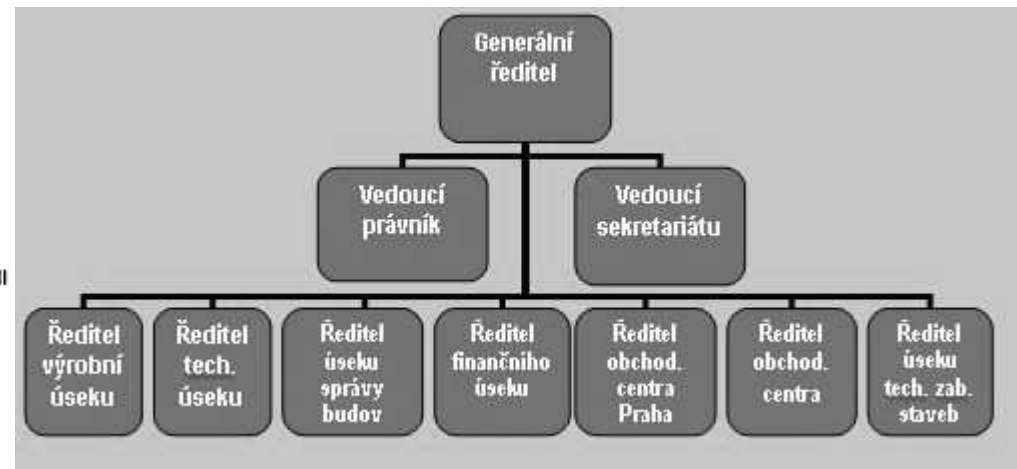 Generální
ředitel
Vedoucí
právník
Vedoucí
sekretariátu
Ředitel
výrobní
úseku
Ředitel
tech.
úseku
Ředitel
úseku
správy
budov
Ředitel
finančního
úseku
Ředitel
obchod.
centra
Praha
Ředitel
obchod.
centra
Ředitel
úseku
tech. zab.
staveb